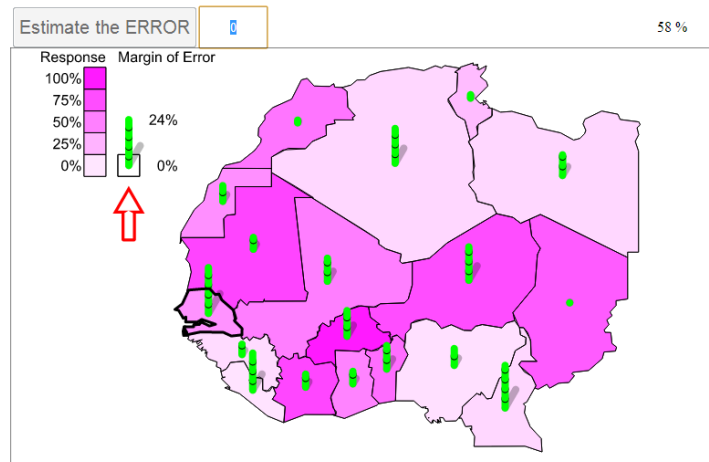 Estimate the ERROR 0 58 %
Response Margin of Error
100%
75%
50% 24%
25%
0% 0%